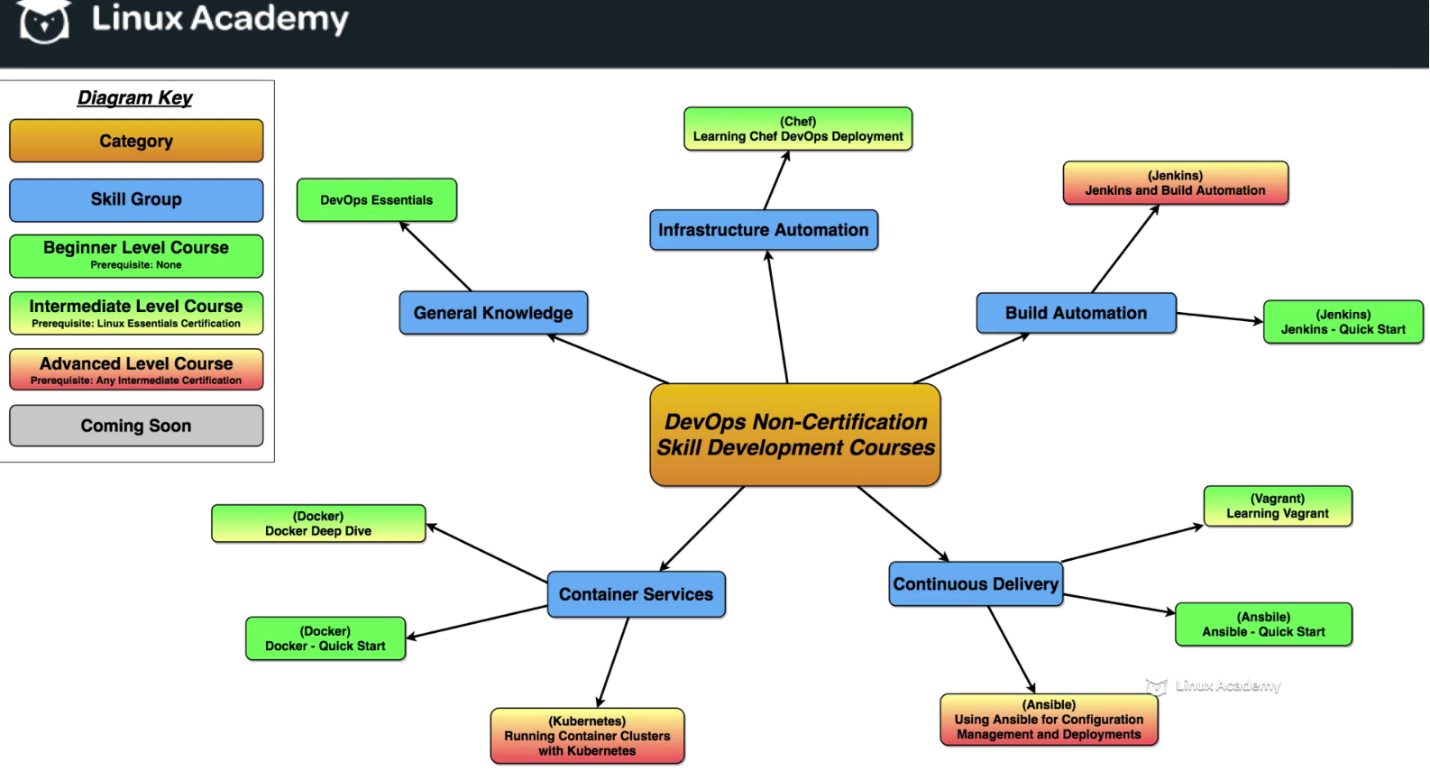 Linux Academy
Diagram Key
Category
Skill Group
Beginner Level Course
Prerequisite: None
Intermediate Level Course
Prerequisite: Linux Essentials Certification
Advanced Level Course
Prerequisite: Any Intermediate Certification
Coming Soon
(Chef)
Learning Chef DevOps Deployment
(Jenkins)
Jenkins and Build Automation
DevOps Essentials
Infrastructure Automation
General Knowledge
Build Automation
(Jenkins)
Jenkins - Quick Start
DevOps Non-Certification
Skill Development Courses
(Docker)
Docker Deep Dive
(Vagrant)
Learning Vagrant
Container Services
Continuous Delivery
(Docker)
Docker - Quick Start
(Ansbile)
Ansible - Quick Start
Linux Academy
(Kubernetes)
Running Container Clusters
with Kubernetes
(Ansible)
Using Ansible for Configuration
Management and Deployments